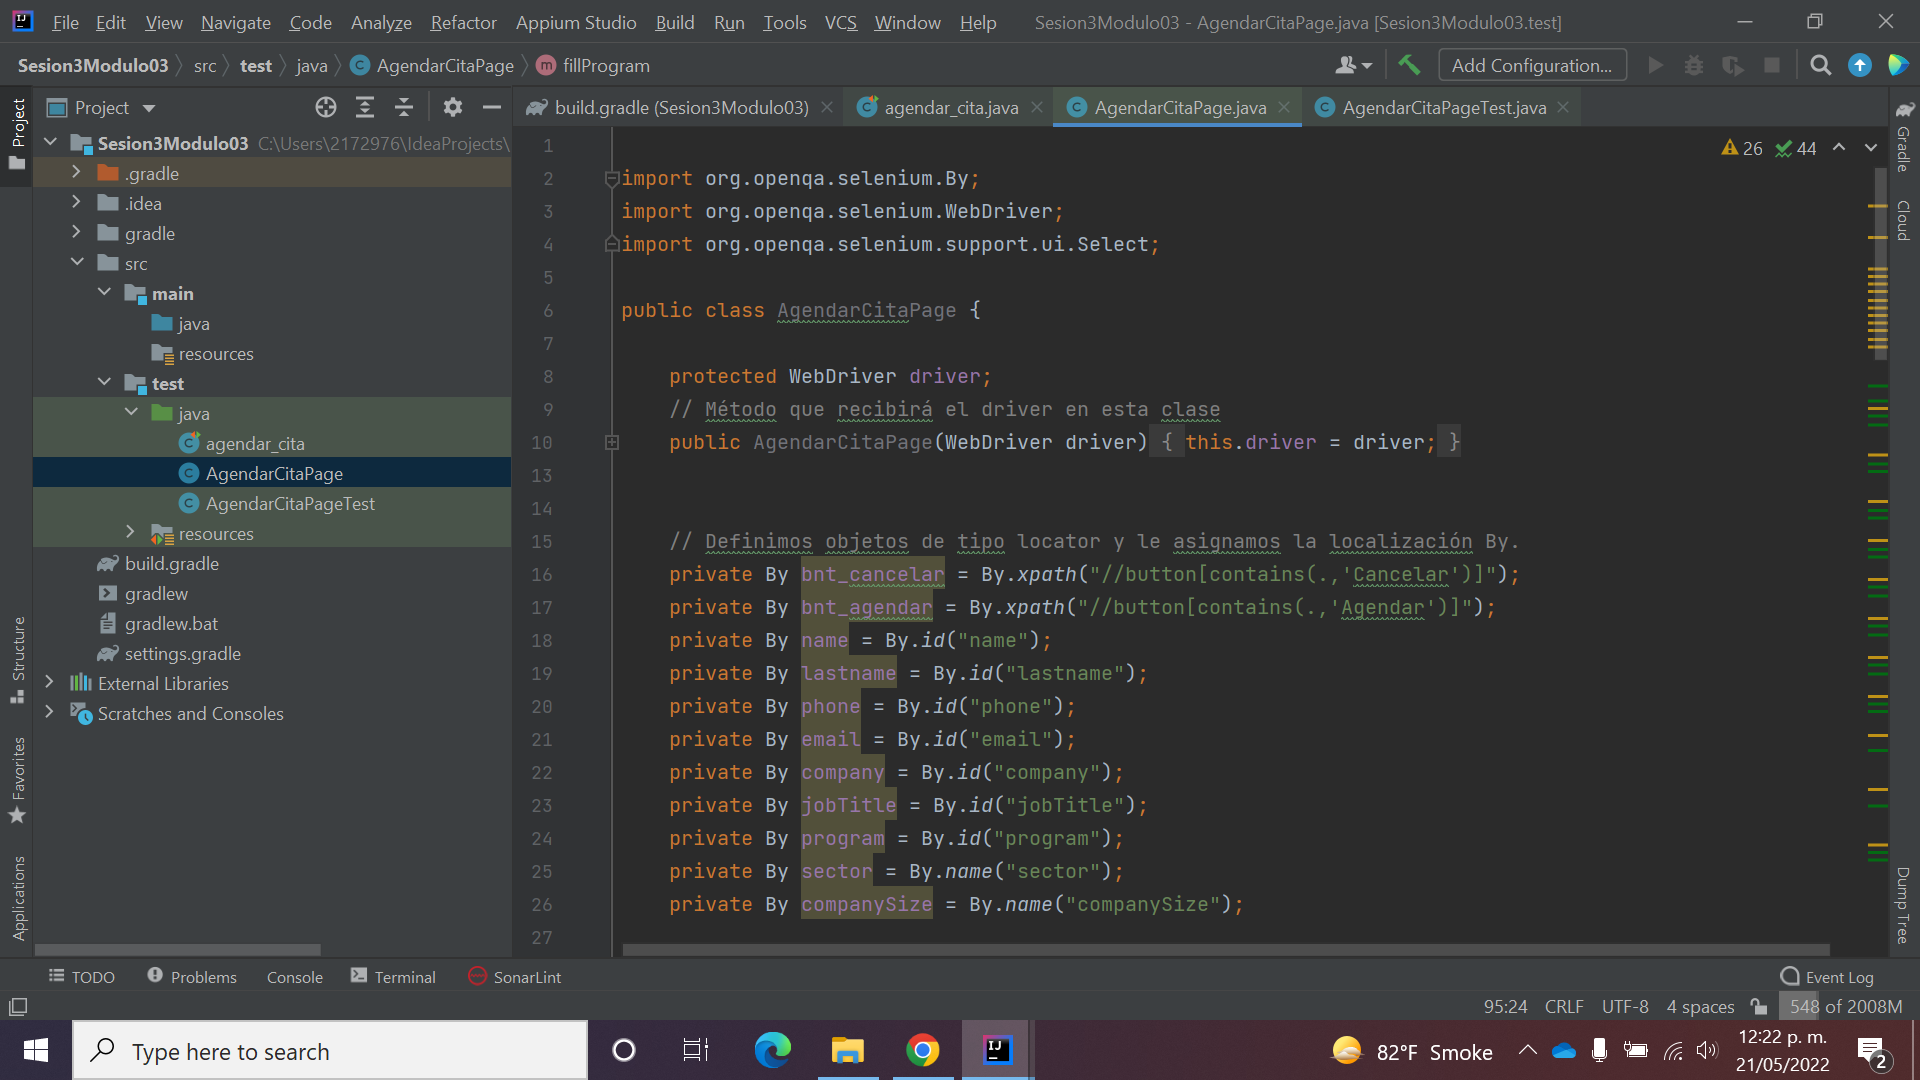 File Edit View Navigate Code Analyze Refactor Appium Studio Build Run Tools VCS Window Help Sesion3Modulo03 - AgendarCitaPage.java [Sesion3Modulo03.test]
Sesion3Modulo03 src test java AgendarCitaPage fillProgram Add Configuration...
Project
build.gradle (Sesion3Modulo03) agendar_cita.java AgendarCitaPage.java AgendarCitaPageTest.java
Project
Structure
Favorites
Applications
Sesion3Modulo03 C:\Users\2172976\IdeaProjects\
.gradle
.idea
gradle
src
main
java
resources
test
java
agendar_cita
AgendarCitaPage
AgendarCitaPageTest
resources
build.gradle
gradlew
gradlew.bat
settings.gradle
External Libraries
Scratches and Consoles
26 44
1
2 import org.openqa.selenium.By;
3 import org.openqa.selenium.WebDriver;
4 import org.openqa.selenium.support.ui.Select;
5
6 public class AgendarCitaPage {
7
8 protected WebDriver driver;
9 // Método que recibirá el driver en esta clase
10 public AgendarCitaPage(WebDriver driver) { this.driver = driver; }
13
14
15 // Definimos objetos de tipo locator y le asignamos la localización By.
16 private By bnt_cancelar = By.xpath("//button[contains(.,'Cancelar')]");
17 private By bnt_agendar = By.xpath("//button[contains(.,'Agendar')]");
18 private By name = By.id("name");
19 private By lastname = By.id("lastname");
20 private By phone = By.id("phone");
21 private By email = By.id("email");
22 private By company = By.id("company");
23 private By jobTitle = By.id("jobTitle");
24 private By program = By.id("program");
25 private By sector = By.name("sector");
26 private By companySize = By.name("companySize");
27
Gradle
Cloud
Dump Tree
TODO Problems Console Terminal SonarLint Event Log
95:24 CRLF UTF-8 4 spaces 548 of 2008M
Type here to search
82°F Smoke
12:22 p. m.
21/05/2022
2